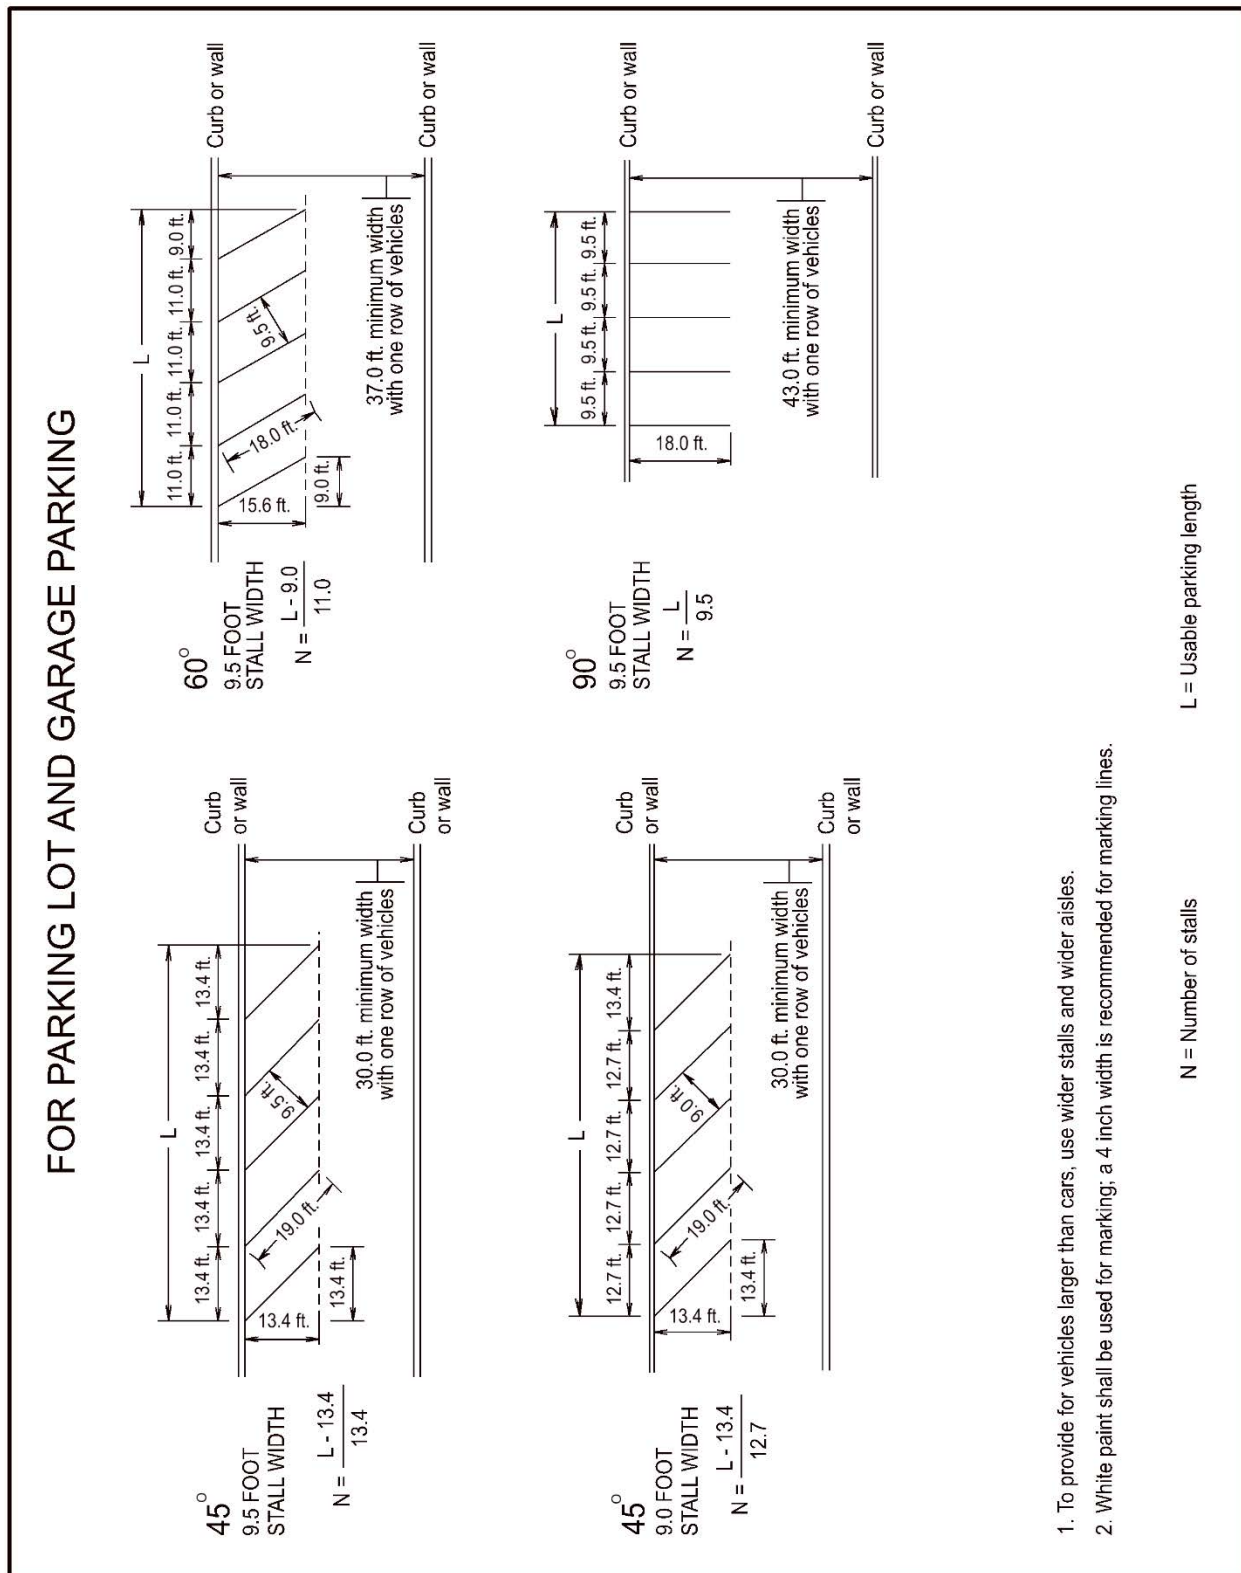 FOR PARKING LOT AND GARAGE PARKING
45°
9.5 FOOT
STALL WIDTH
N = L - 13.4
13.4
L
13.4 ft.
13.4 ft.
13.4 ft.
13.4 ft.
13.4 ft.
9.5 ft.
19.0 ft.
13.4 ft.
13.4 ft.
Curb
or wall
30.0 ft. minimum width
with one row of vehicles
Curb
or wall
60°
9.5 FOOT
STALL WIDTH
N = L - 9.0
11.0
L
11.0 ft.
11.0 ft.
11.0 ft.
11.0 ft.
9.0 ft.
9.5 ft.
18.0 ft.
15.6 ft.
9.0 ft.
Curb or wall
37.0 ft. minimum width
with one row of vehicles
Curb or wall
45°
9.0 FOOT
STALL WIDTH
N = L - 13.4
12.7
L
12.7 ft.
12.7 ft.
12.7 ft.
12.7 ft.
13.4 ft.
9.0 ft.
19.0 ft.
13.4 ft.
13.4 ft.
Curb
or wall
30.0 ft. minimum width
with one row of vehicles
Curb
or wall
90°
9.5 FOOT
STALL WIDTH
N = L
9.5
L
9.5 ft.
9.5 ft.
9.5 ft.
9.5 ft.
18.0 ft.
Curb or wall
43.0 ft. minimum width
with one row of vehicles
Curb or wall
1. To provide for vehicles larger than cars, use wider stalls and wider aisles.
2. White paint shall be used for marking; a 4 inch width is recommended for marking lines.
N = Number of stalls
L = Usable parking length